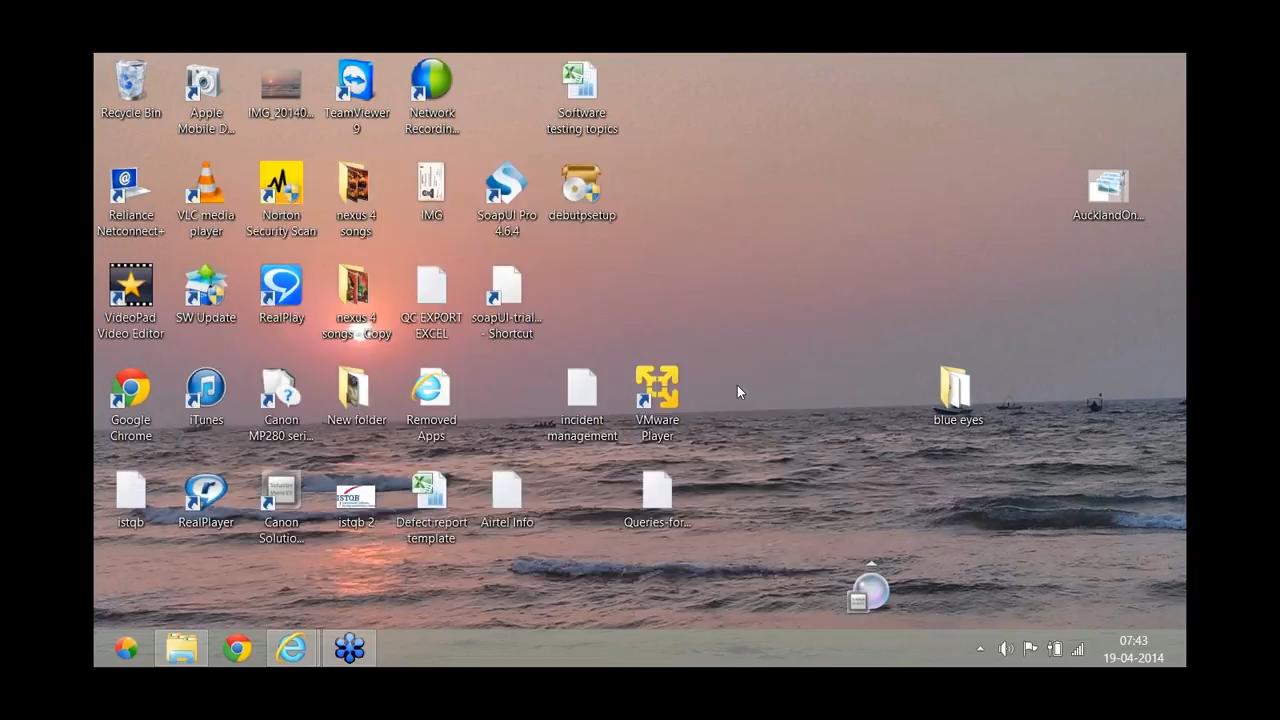 Recycle Bin
Apple
Mobile D...
IMG_20140...
TeamViewer
9
Network
Recordin...
Software
testing topics
Reliance
Netconnect+
VLC media
player
Norton
Security Scan
nexus 4
songs
IMG
SoapUI Pro
4.6.4
debutpsetup
AucklandOn...
VideoPad
Video Editor
SW Update
RealPlay
nexus 4
songs - Copy
QC EXPORT
EXCEL
soapUI-trial...
- Shortcut
Google
Chrome
iTunes
Canon
MP280 seri...
New folder
Removed
Apps
incident
management
VMware
Player
blue eyes
istqb
RealPlayer
Canon
Solutio...
ISTQB
istqb 2
Defect report
template
Airtel Info
Queries-for...
07:43
19-04-2014